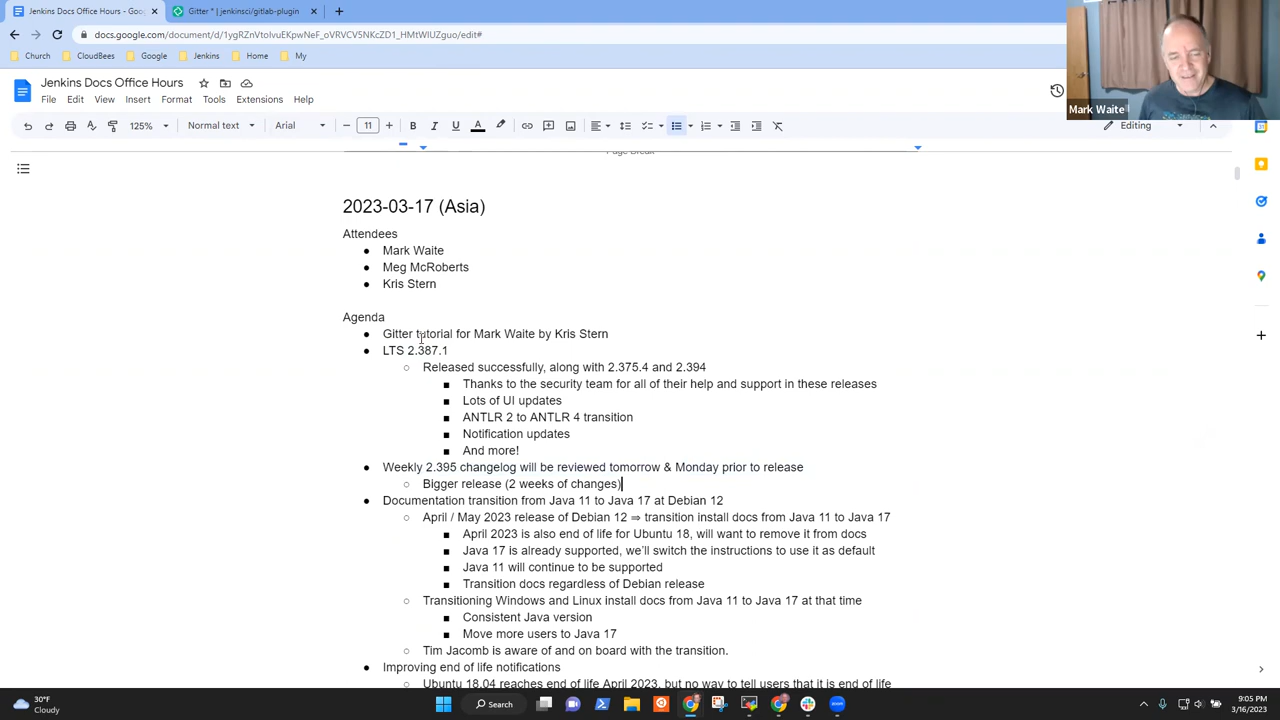 Jenkins Docs Office Hours - Goo
Gitter * | jenkinsci/gitlab-plugin
docs.google.com/document/d/1ygRZnVtoIvuEKpwNeF_oVRVCV5NKcZD1_HMtWlUZguo/edit#
Church
CloudBees
Google
Jenkins
Home
My
Jenkins Docs Office Hours
File Edit View Insert Format Tools Extensions Help
125% Normal text Arial 11 Editing
Mark Waite
2023-03-17 (Asia)
Attendees
Mark Waite
Meg McRoberts
Kris Stern
Agenda
Gitter tutorial for Mark Waite by Kris Stern
LTS 2.387.1
Released successfully, along with 2.375.4 and 2.394
Thanks to the security team for all of their help and support in these releases
Lots of UI updates
ANTLR 2 to ANTLR 4 transition
Notification updates
And more!
Weekly 2.395 changelog will be reviewed tomorrow & Monday prior to release
Bigger release (2 weeks of changes)
Documentation transition from Java 11 to Java 17 at Debian 12
April / May 2023 release of Debian 12 ⇒ transition install docs from Java 11 to Java 17
April 2023 is also end of life for Ubuntu 18, will want to remove it from docs
Java 17 is already supported, we'll switch the instructions to use it as default
Java 11 will continue to be supported
Transition docs regardless of Debian release
Transitioning Windows and Linux install docs from Java 11 to Java 17 at that time
Consistent Java version
Move more users to Java 17
Tim Jacomb is aware of and on board with the transition.
Improving end of life notifications
Ubuntu 18.04 reaches end of life April 2023, but no way to tell users that it is end of life
30°F
Cloudy
Search
9:05 PM
3/16/2023